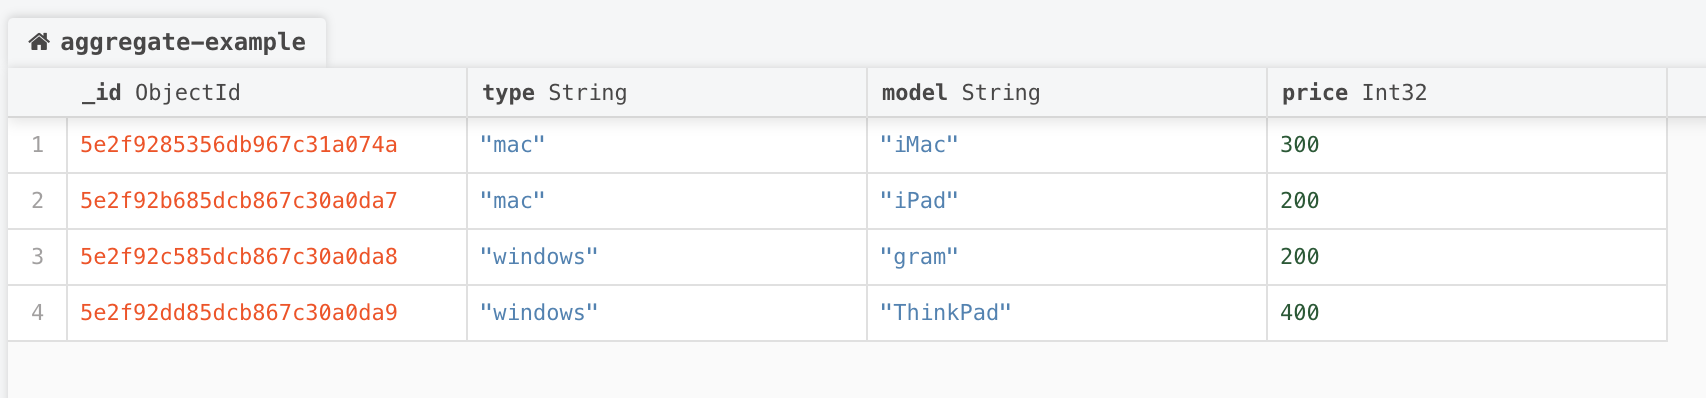 aggregate-example
_id ObjectId type String model String price Int32
1 5e2f9285356db967c31a074a "mac" "iMac" 300
2 5e2f92b685dcb867c30a0da7 "mac" "iPad" 200
3 5e2f92c585dcb867c30a0da8 "windows" "gram" 200
4 5e2f92dd85dcb867c30a0da9 "windows" "ThinkPad" 400